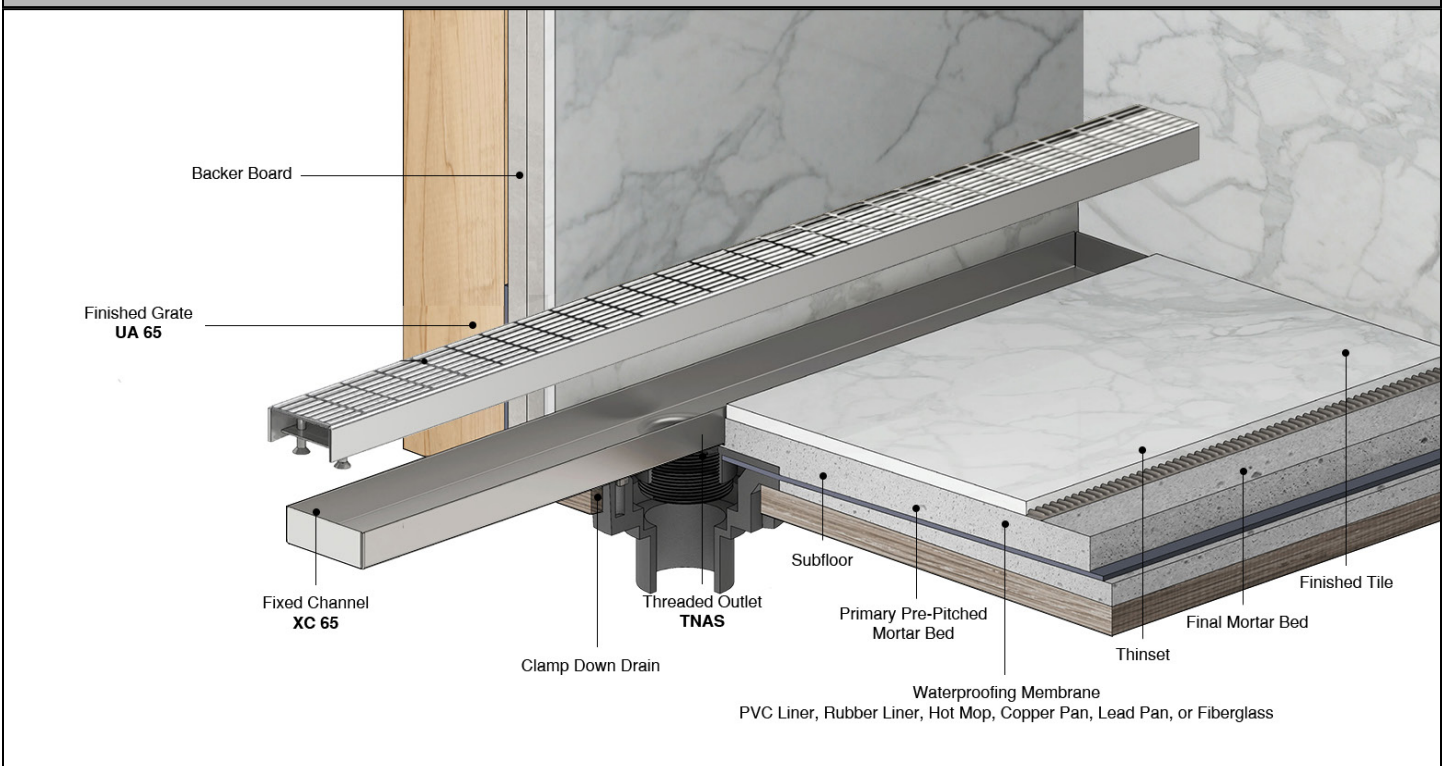 Backer Board
Finished Grate
UA 65
Fixed Channel
XC 65
Clamp Down Drain
Threaded Outlet
TNAS
Subfloor
Primary Pre-Pitched
Mortar Bed
Waterproofing Membrane
PVC Liner, Rubber Liner, Hot Mop, Copper Pan, Lead Pan, or Fiberglass
Thinset
Final Mortar Bed
Finished Tile